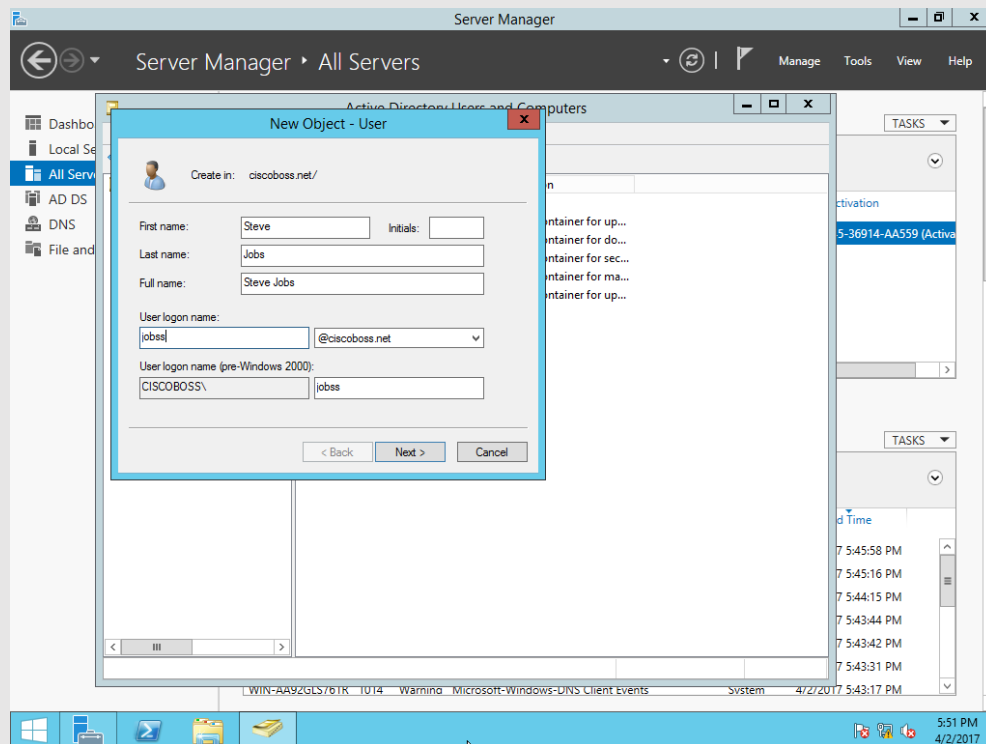 Server Manager
Server Manager ‣ All Servers
Manage Tools View Help
Active Directory Users and Computers
New Object - User
Create in: ciscoboss.net/
First name: Steve Initials:
Last name: Jobs
Full name: Steve Jobs
User logon name:
jobss @ciscoboss.net
User logon name (pre-Windows 2000):
CISCOBOSS\ jobss
< Back Next > Cancel
Dashbo
Local Se
All Serv
AD DS
DNS
File and
n
ontainer for up...
ontainer for do...
ontainer for sec...
ontainer for ma...
ontainer for up...
TASKS
ctivation
5-36914-AA559 (Activa
TASKS
d Time
7 5:45:58 PM
7 5:45:16 PM
7 5:44:15 PM
7 5:43:44 PM
7 5:43:42 PM
7 5:43:31 PM
1014 Warning Microsoft-Windows-DNS Client Events System 4/2/2017 5:43:17 PM
5:51 PM
4/2/2017